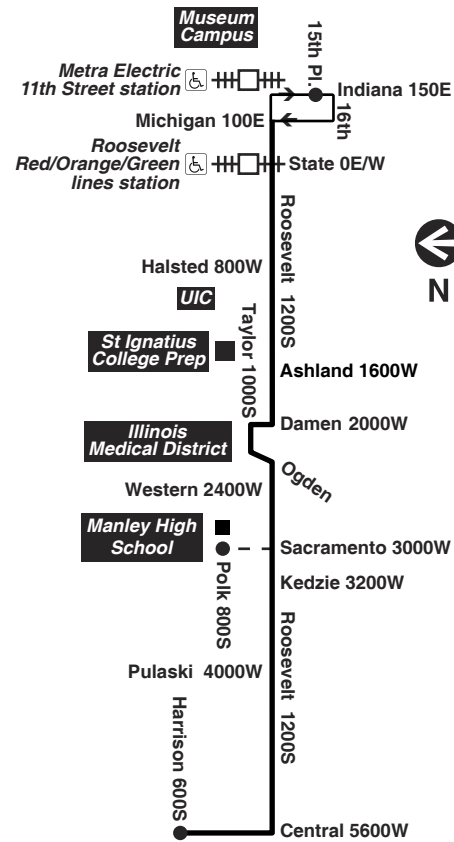 Museum
Campus
15th Pl.
Metra Electric
11th Street station
Indiana 150E
16th
Michigan 100E
Roosevelt
Red/Orange/Green
lines station
State 0E/W
Roosevelt 1200S
N
Halsted 800W
UIC
Taylor 1000S
St Ignatius
College Prep
Ashland 1600W
Damen 2000W
Illinois
Medical District
Ogden
Western 2400W
Manley High
School
Sacramento 3000W
Polk 800S
Kedzie 3200W
Roosevelt 1200S
Pulaski 4000W
Harrison 600S
Central 5600W